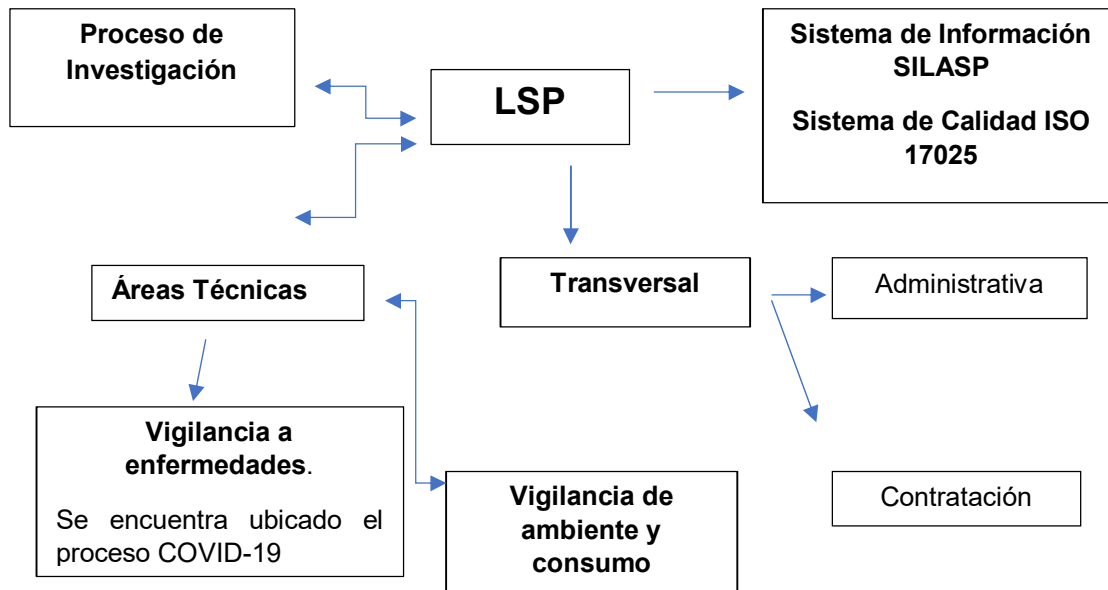 Proceso de
Investigación
LSP
Sistema de Información
SILASP
Sistema de Calidad ISO
17025
Áreas Técnicas
Transversal
Administrativa
Vigilancia a
enfermedades.
Se encuentra ubicado el
proceso COVID-19
Vigilancia de
ambiente y
consumo
Contratación